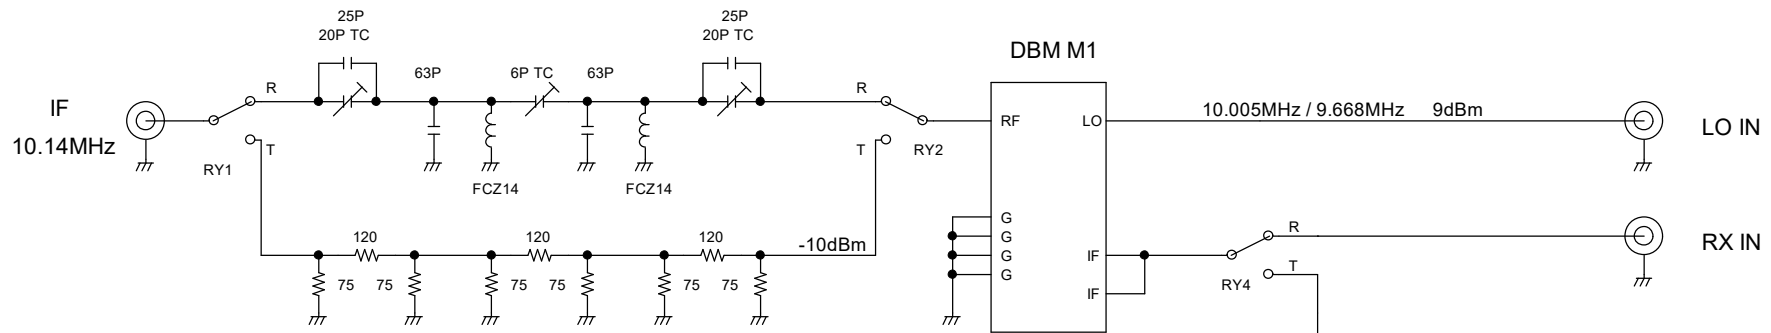 25P
20P TC
25P
20P TC
DBM M1
63P
6P TC
63P
R
R
IF
10.14MHz
RF
LO
10.005MHz / 9.668MHz
9dBm
LO IN
T
T
RY1
RY2
FCZ14
FCZ14
G
G
G
G
120
120
120
-10dBm
R
RX IN
IF
IF
T
RY4
75
75
75
75
75
75